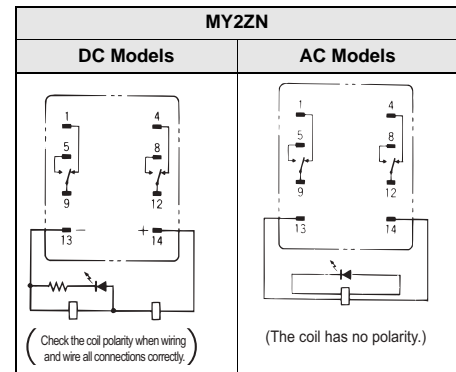 MY2ZN
DC Models
AC Models
1 4
5 8
9 12
13 − + 14
(Check the coil polarity when wiring
and wire all connections correctly.)
1 4
5 8
9 12
13 14
(The coil has no polarity.)